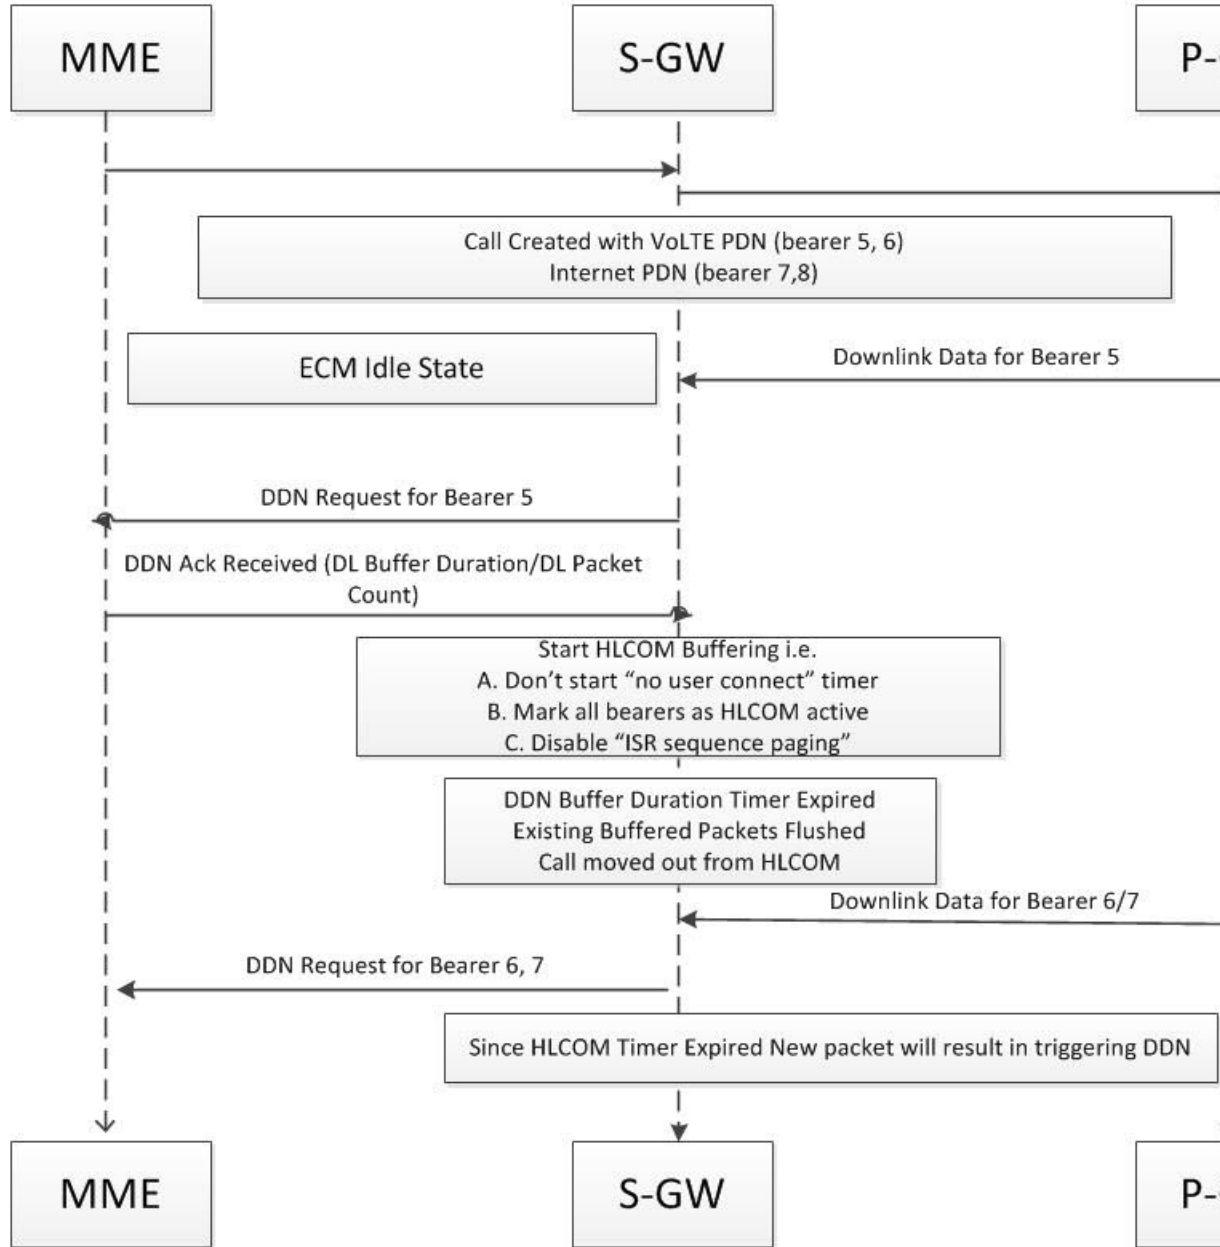 MME
S-GW
P-
Call Created with VoLTE PDN (bearer 5, 6)
Internet PDN (bearer 7,8)
ECM Idle State
Downlink Data for Bearer 5
DDN Request for Bearer 5
DDN Ack Received (DL Buffer Duration/DL Packet
Count)
Start HLCOM Buffering i.e.
A. Don’t start “no user connect” timer
B. Mark all bearers as HLCOM active
C. Disable “ISR sequence paging”
DDN Buffer Duration Timer Expired
Existing Buffered Packets Flushed
Call moved out from HLCOM
Downlink Data for Bearer 6/7
DDN Request for Bearer 6, 7
Since HLCOM Timer Expired New packet will result in triggering DDN
MME
S-GW
P-